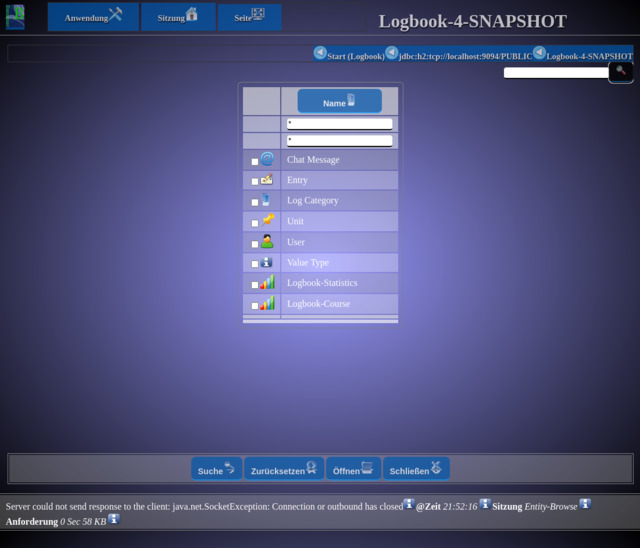 Anwendung Sitzung Seite Logbook-4-SNAPSHOT
Start (Logbook) jdbc:h2:tcp://localhost:9094/PUBLIC Logbook-4-SNAPSHOT
Name
*
*
Chat Message
Entry
Log Category
Unit
User
Value Type
Logbook-Statistics
Logbook-Course
Suche Zurücksetzen Öffnen Schließen
Server could not send response to the client: java.net.SocketException: Connection or outbound has closed @Zeit 21:52:16 Sitzung Entity-Browse
Anforderung 0 Sec 58 KB